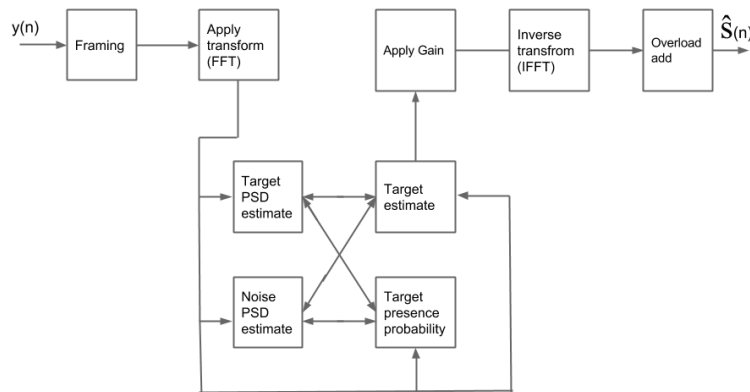 y(n)
Framing
Apply
transform
(FFT)
Apply Gain
Inverse
transfrom
(IFFT)
Overload
add
Ŝ(n)
Target
PSD
estimate
Target
estimate
Noise
PSD
estimate
Target
presence
probability